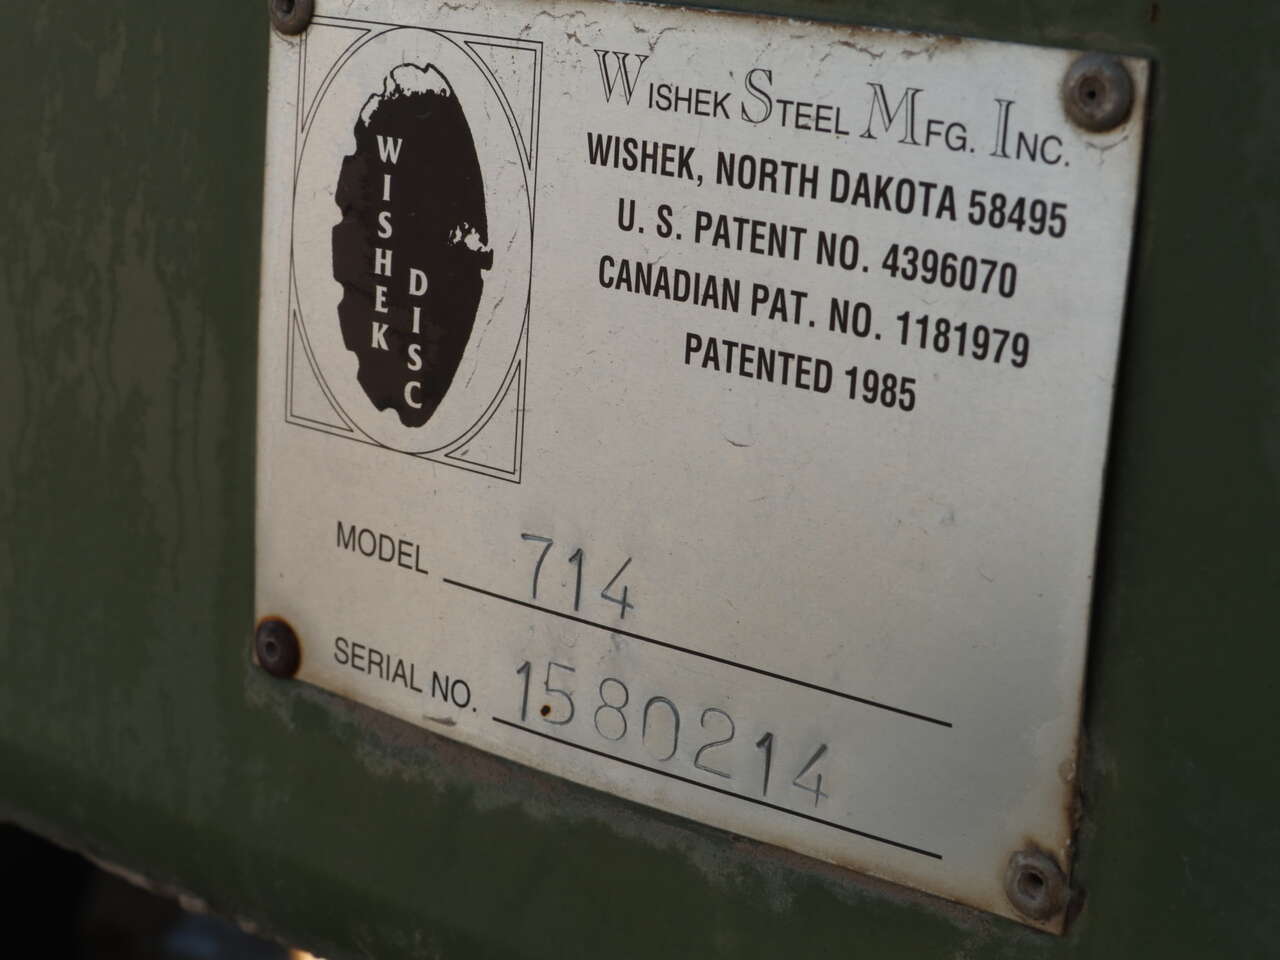 WISHEK
DISC
WISHEK STEEL MFG. INC.
WISHEK, NORTH DAKOTA 58495
U. S. PATENT NO. 4396070
CANADIAN PAT. NO. 1181979
PATENTED 1985
MODEL 714
SERIAL NO. 1580214